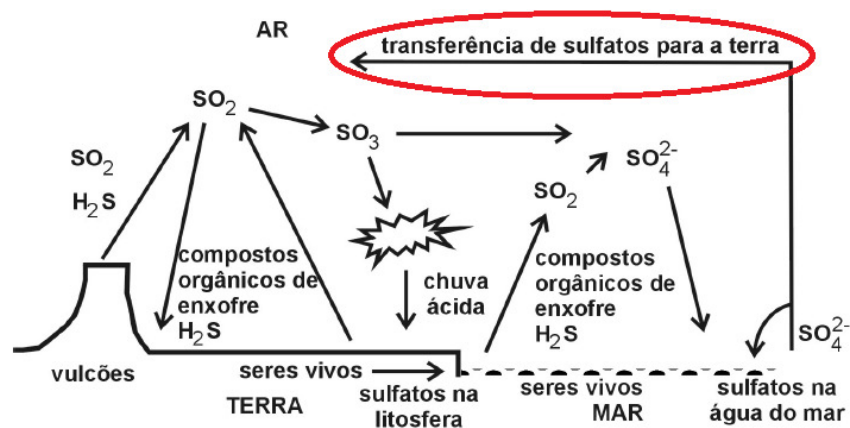 AR
transferência de sulfatos para a terra
SO2
SO3
SO2
H2S
SO4^2-
SO2
compostos
orgânicos de
enxofre
H2S
chuva
ácida
compostos
orgânicos de
enxofre
H2S
SO4^2-
vulcões
seres vivos
TERRA
sulfatos na
litosfera
seres vivos
MAR
sulfatos na
água do mar